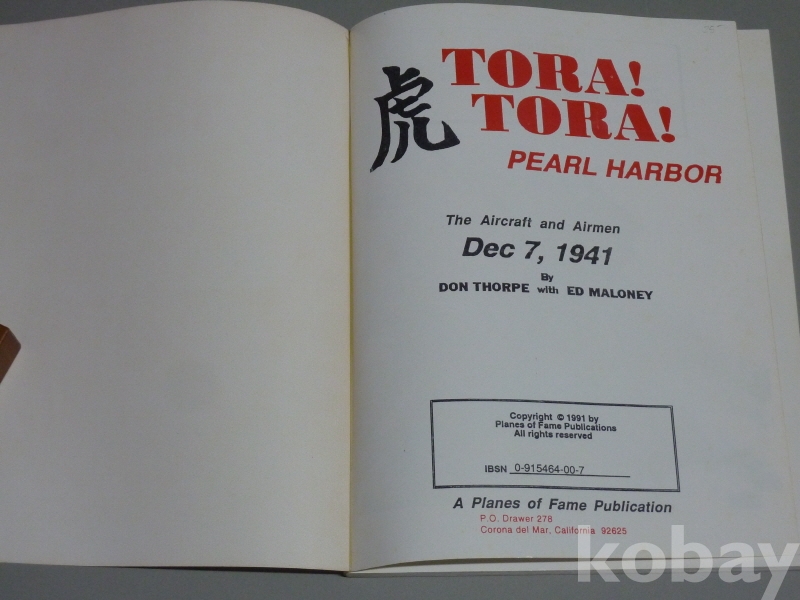 虎
TORA!
TORA!
PEARL HARBOR
The Aircraft and Airmen
Dec 7, 1941
By
DON THORPE with ED MALONEY
Copyright © 1991 by
Planes of Fame Publications
All rights reserved
IBSN 0-915464-00-7
A Planes of Fame Publication
P.O. Drawer 278
Corona del Mar, California 92625
kobay